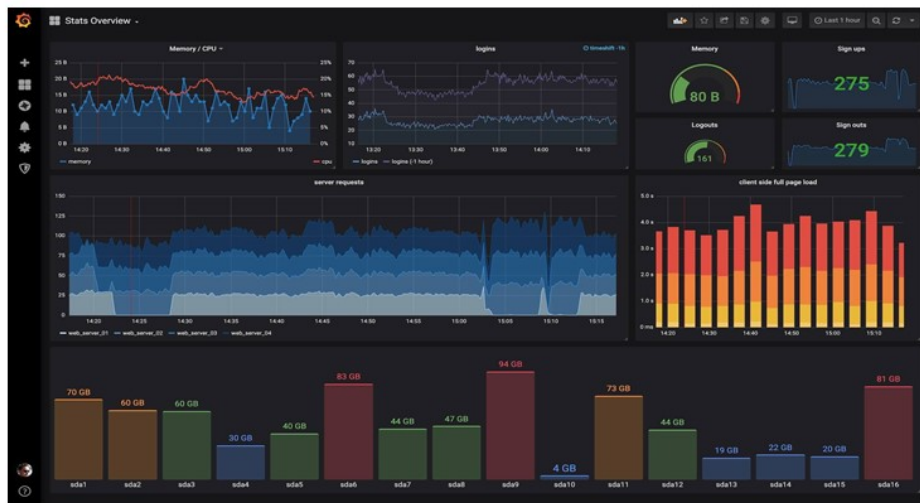 Stats Overview
Last 1 hour
Memory / CPU
25 B
20 B
15 B
10 B
5 B
0 B
25%
20%
15%
10%
5%
0%
14:20 14:30 14:40 14:50 15:00 15:10
memory
cpu
logins
timeshift -1h
70
60
50
40
30
20
10
13:20 13:30 13:40 13:50 14:00 14:10
logins logins (-1 hour)
Memory
80 B
Sign ups
275
Logouts
161
Sign outs
279
server requests
150
125
100
75
50
25
0
14:20 14:25 14:30 14:35 14:40 14:45 14:50 14:55 15:00 15:05 15:10 15:15
web_server_01 web_server_02 web_server_03 web_server_04
client side full page load
5.0 s
4.0 s
3.0 s
2.0 s
1.0 s
0 ms
14:20 14:30 14:40 14:50 15:00 15:10
70 GB 60 GB 60 GB 30 GB 40 GB 83 GB 44 GB 47 GB 94 GB 4 GB 73 GB 44 GB 19 GB 22 GB 20 GB 81 GB
sda1 sda2 sda3 sda4 sda5 sda6 sda7 sda8 sda9 sda10 sda11 sda12 sda13 sda14 sda15 sda16